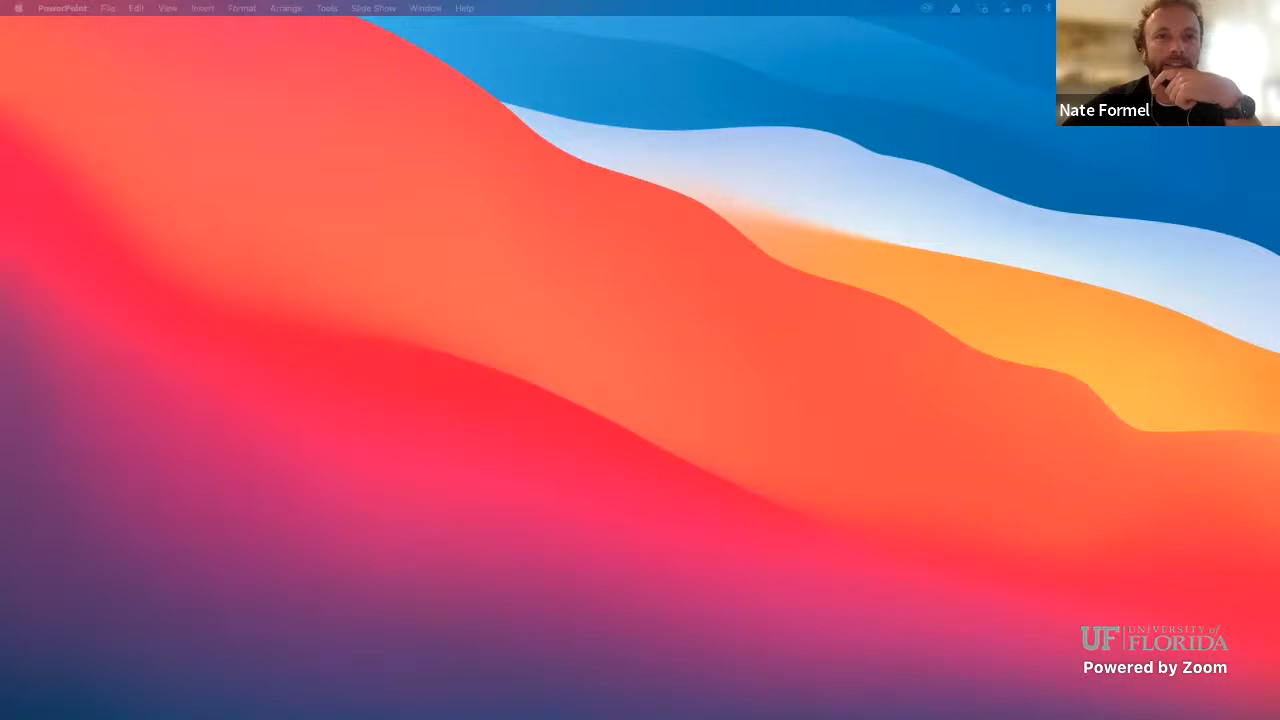 PowerPoint File Edit View Insert Format Arrange Tools Slide Show Window Help
Nate Formel
UF UNIVERSITY of
FLORIDA
Powered by Zoom